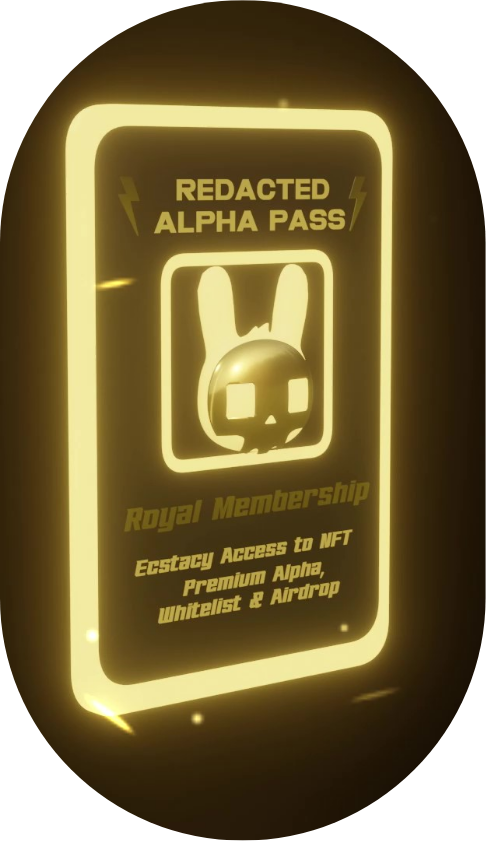 REDACTED
ALPHA PASS
Royal Membership
Ecstacy Access to NFT
Premium Alpha,
Whitelist & Airdrop